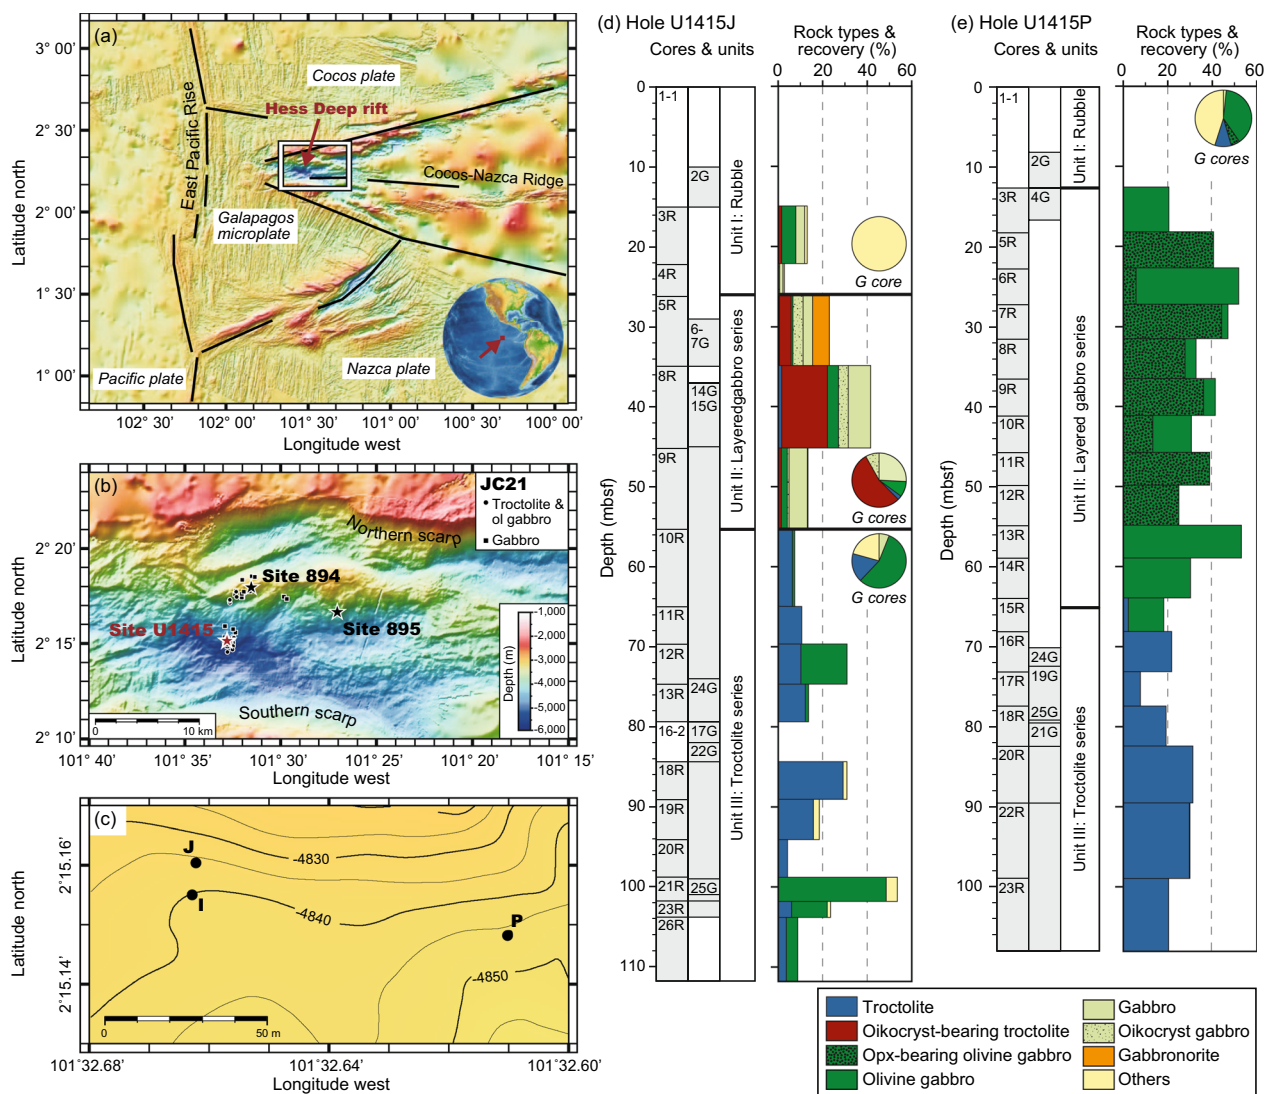 (a)
3° 00'
2° 30'
2° 00'
1° 30'
1° 00'
Latitude north
Cocos plate
Hess Deep rift
East Pacific Rise
Cocos-Nazca Ridge
Galapagos
microplate
Nazca plate
Pacific plate
102° 30'
102° 00'
101° 30'
101° 00'
100° 00'
Longitude west
(b)
JC21
Troctolite &
ol gabbro
Gabbro
Northern scarp
Site 894
Site 895
Site U1415
Southern scarp
Depth (m)
-1,000
-2,000
-3,000
-4,000
-5,000
-6,000
0
10 km
2° 20'
2° 15'
2° 10'
Latitude north
101° 40'
101° 35'
101° 30'
101° 25'
101° 20'
101° 15'
Longitude west
(c)
J
I
P
-4830
-4840
-4850
0
50 m
2°15.16'
2°15.14'
Latitude north
101°32.68'
101°32.64'
101°32.60'
Longitude west
(d) Hole U1415J
Cores & units
Rock types &
recovery (%)
0 20 40 60
Depth (mbsf)
0
10
20
30
40
50
60
70
80
90
100
110
1-1
2G
3R
4R
5R
6-
7G
8R
14G
15G
9R
10R
11R
12R
13R
24G
16-2
17G
22G
18R
19R
20R
21R
25G
23R
26R
Unit I: Rubble
Unit II: Layeredgabbro series
Unit III: Troctolite series
G core
G cores
G cores
(e) Hole U1415P
Cores & units
Rock types &
recovery (%)
0 20 40 60
Depth (mbsf)
0
10
20
30
40
50
60
70
80
90
100
1-1
2G
3R
4G
5R
6R
7R
8R
9R
10R
11R
12R
13R
14R
15R
16R
24G
17R
19G
18R
25G
21G
20R
22R
23R
Unit I: Rubble
Unit II: Layered gabbro series
Unit III: Troctolite series
G cores
Troctolite
Oikocryst-bearing troctolite
Opx-bearing olivine gabbro
Olivine gabbro
Gabbro
Oikocryst gabbro
Gabbronorite
Others